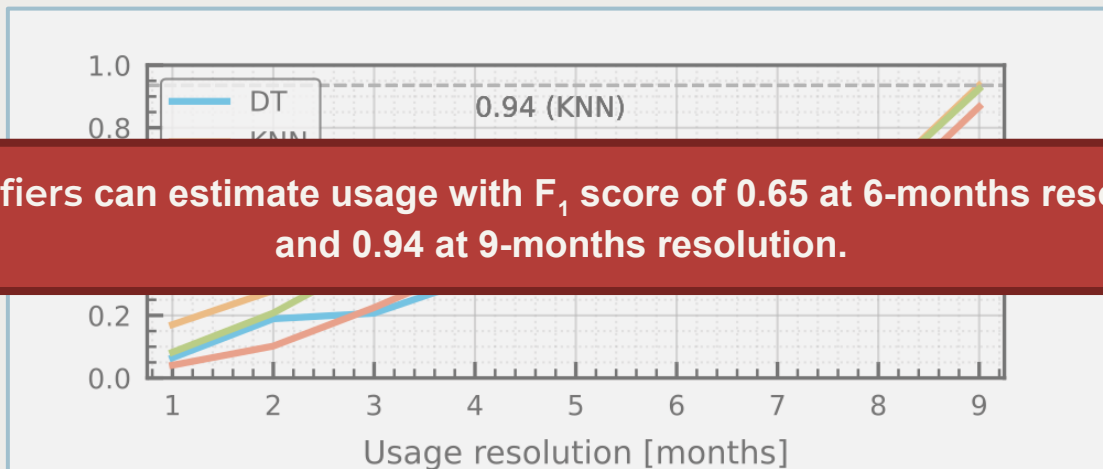 1.0
DT
0.94 (KNN)
0.8
KNN
fiers can estimate usage with F1 score of 0.65 at 6-months
and 0.94 at 9-months resolution.
0.2
0.0
1 2 3 4 5 6 7 8 9
Usage resolution [months]